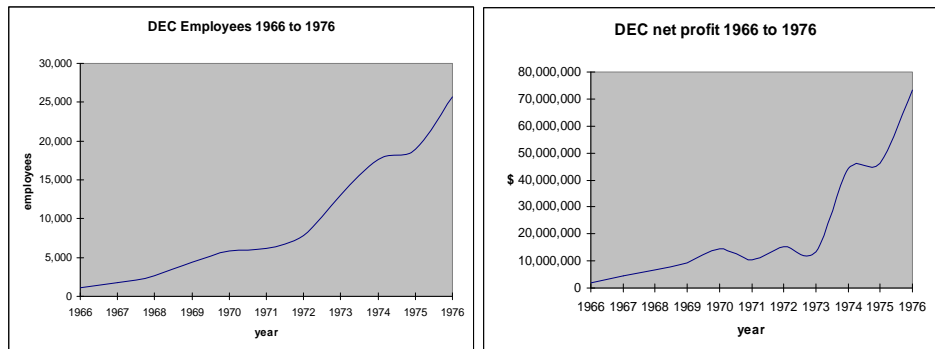 DEC Employees 1966 to 1976
30,000
25,000
20,000
15,000
10,000
5,000
0
employees
1966 1967 1968 1969 1970 1971 1972 1973 1974 1975 1976
year
DEC net profit 1966 to 1976
80,000,000
70,000,000
60,000,000
50,000,000
$ 40,000,000
30,000,000
20,000,000
10,000,000
0
1966 1967 1968 1969 1970 1971 1972 1973 1974 1975 1976
year